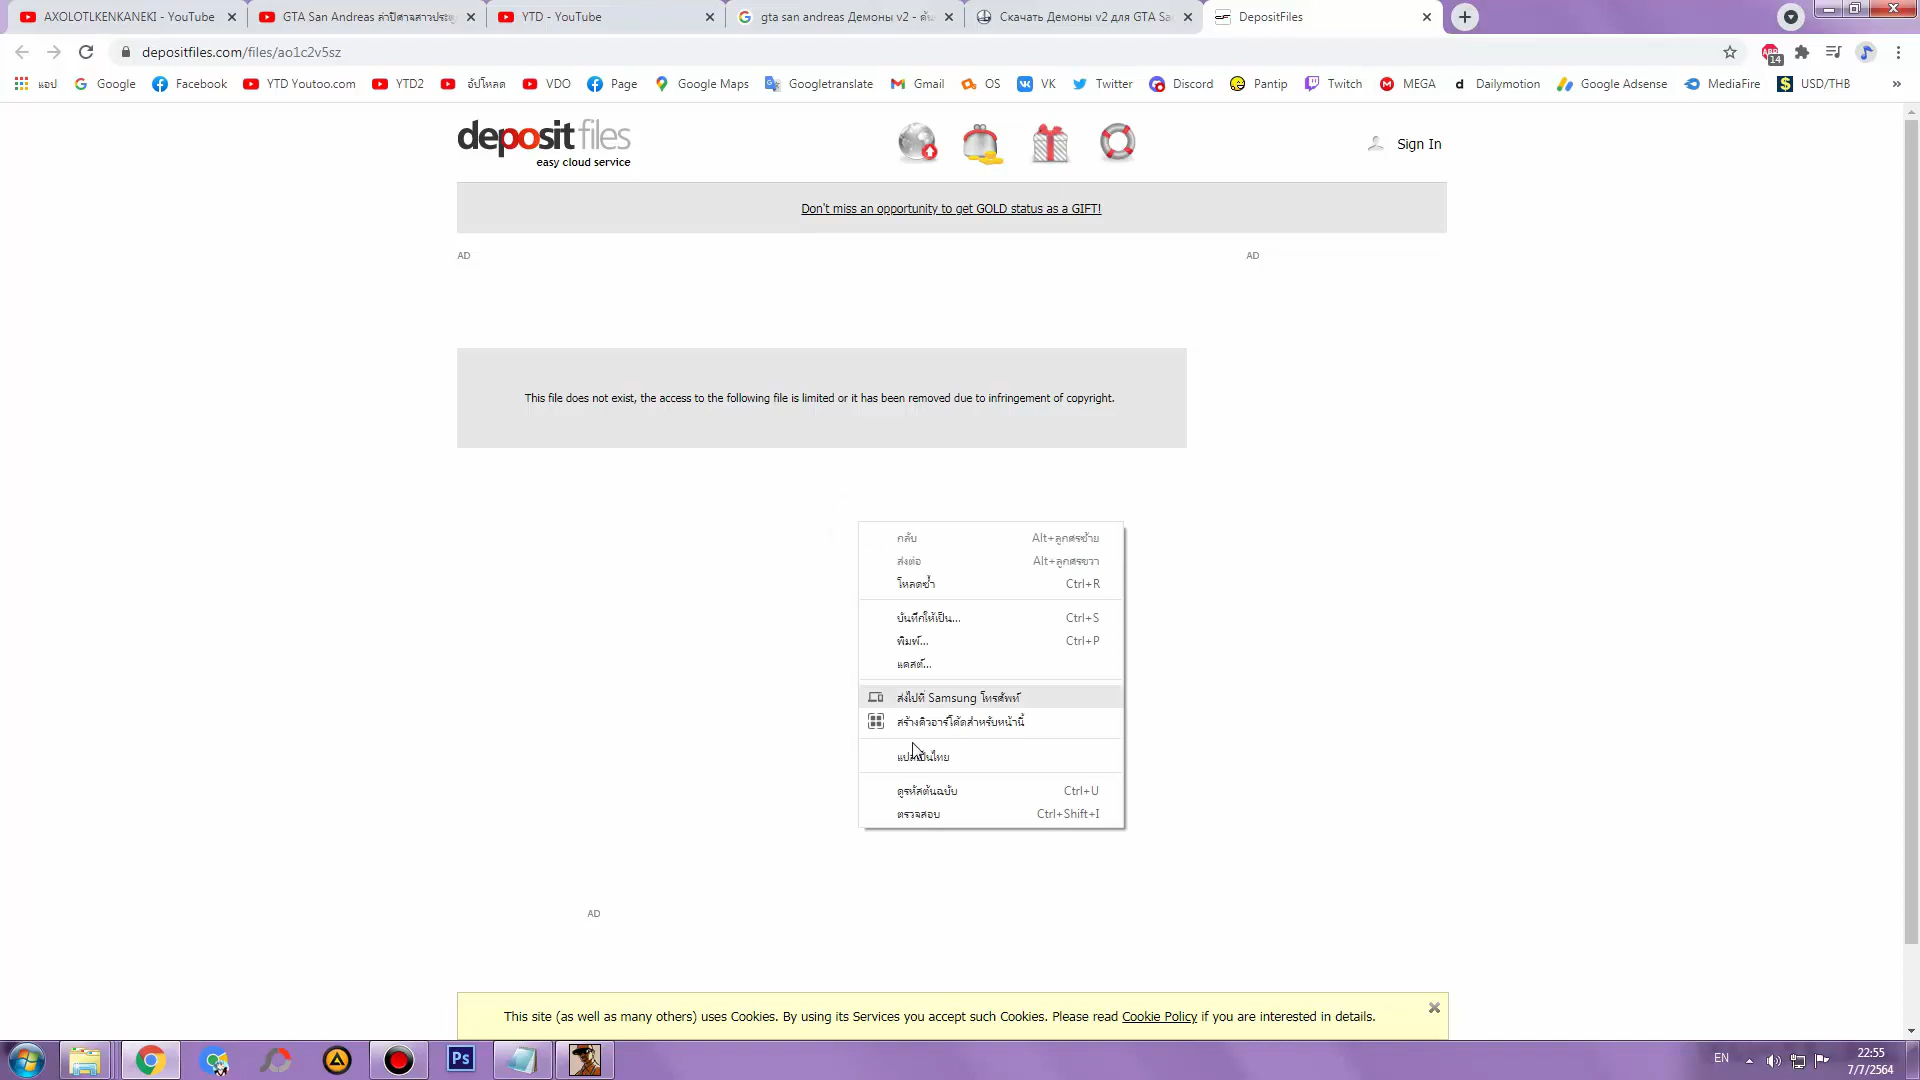 AXOLOTLKENKANEKI - YouTube
GTA San Andreas ล่าปีศาจสาวประเ
YTD - YouTube
gta san andreas Демоны v2 - ค้น
Скачать Демоны v2 для GTA Sa
DepositFiles
depositfiles.com/files/ao1c2v5sz
14
แอป
Google
Facebook
YTD Youtoo.com
YTD2
อัปโหลด
VDO
Page
Google Maps
Googletranslate
Gmail
OS
VK
Twitter
Discord
Pantip
Twitch
MEGA
Dailymotion
Google Adsense
MediaFire
USD/THB
»
depositfiles
easy cloud service
Sign In
Don't miss an opportunity to get GOLD status as a GIFT!
AD
AD
This file does not exist, the access to the following file is limited or it has been removed due to infringement of copyright.
กลับ Alt+ลูกศรซ้าย
ส่งต่อ Alt+ลูกศรขวา
โหลดซ้ำ Ctrl+R
บันทึกให้เป็น... Ctrl+S
พิมพ์... Ctrl+P
แคสต์...
ส่งไปที่ Samsung โทรศัพท์
สร้างคิวอาร์โค้ดสำหรับหน้านี้
แปลเป็นไทย
ดูรหัสต้นฉบับ Ctrl+U
ตรวจสอบ Ctrl+Shift+I
AD
This site (as well as many others) uses Cookies. By using its Services you accept such Cookies. Please read Cookie Policy if you are interested in details.
Ps
EN
22:55
7/7/2564